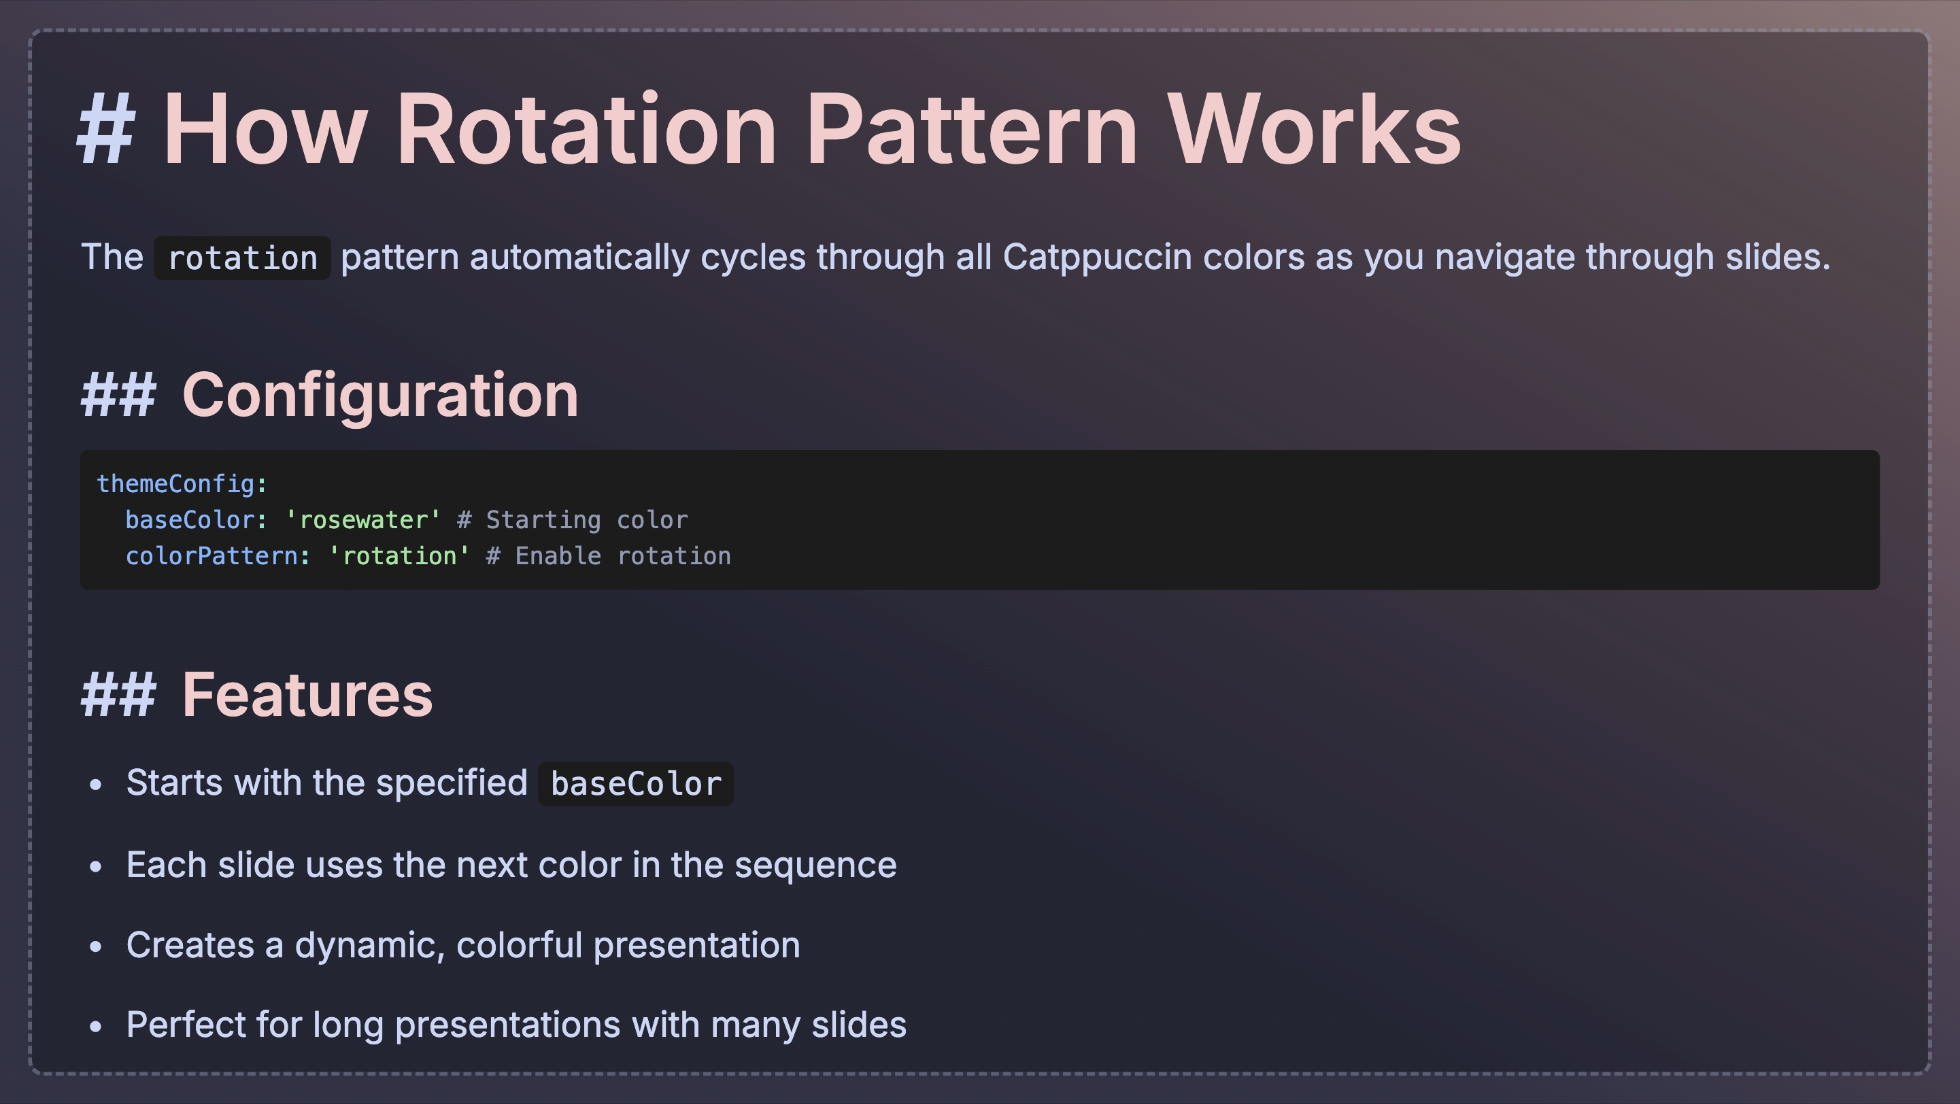 # How Rotation Pattern Works
The rotation pattern automatically cycles through all Catppuccin colors as you navigate through slides.
## Configuration
themeConfig:
  baseColor: 'rosewater' # Starting color
  colorPattern: 'rotation' # Enable rotation
## Features
• Starts with the specified baseColor
• Each slide uses the next color in the sequence
• Creates a dynamic, colorful presentation
• Perfect for long presentations with many slides